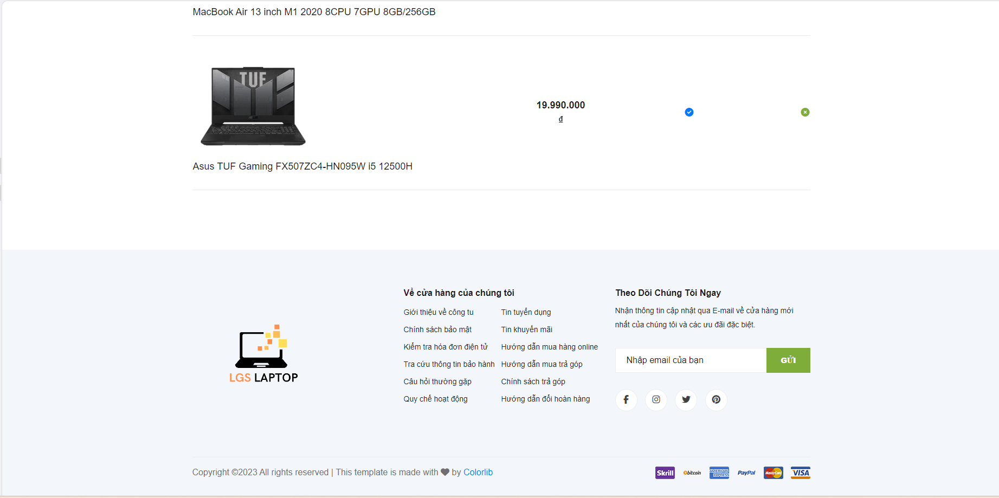 MacBook Air 13 inch M1 2020 8CPU 7GPU 8GB/256GB
TUF
19.990.000
₫
Asus TUF Gaming FX507ZC4-HN095W i5 12500H
LGS LAPTOP
Về cửa hàng của chúng tôi
Giới thiệu về công tu
Chính sách bảo mật
Kiểm tra hóa đơn điện tử
Tra cứu thông tin bảo hành
Câu hỏi thường gặp
Quy chế hoạt động
Tin tuyển dụng
Tin khuyến mãi
Hướng dẫn mua hàng online
Hướng dẫn mua trả góp
Chính sách trả góp
Hướng dẫn đổi hoàn hàng
Theo Dõi Chúng Tôi Ngay
Nhận thông tin cập nhật qua E-mail về cửa hàng mới
nhất của chúng tôi và các ưu đãi đặc biệt.
Nhập email của bạn
GỬI
Copyright ©2023 All rights reserved | This template is made with by Colorlib
Skrill
bitcoin
AMERICAN EXPRESS
PayPal
MasterCard
VISA